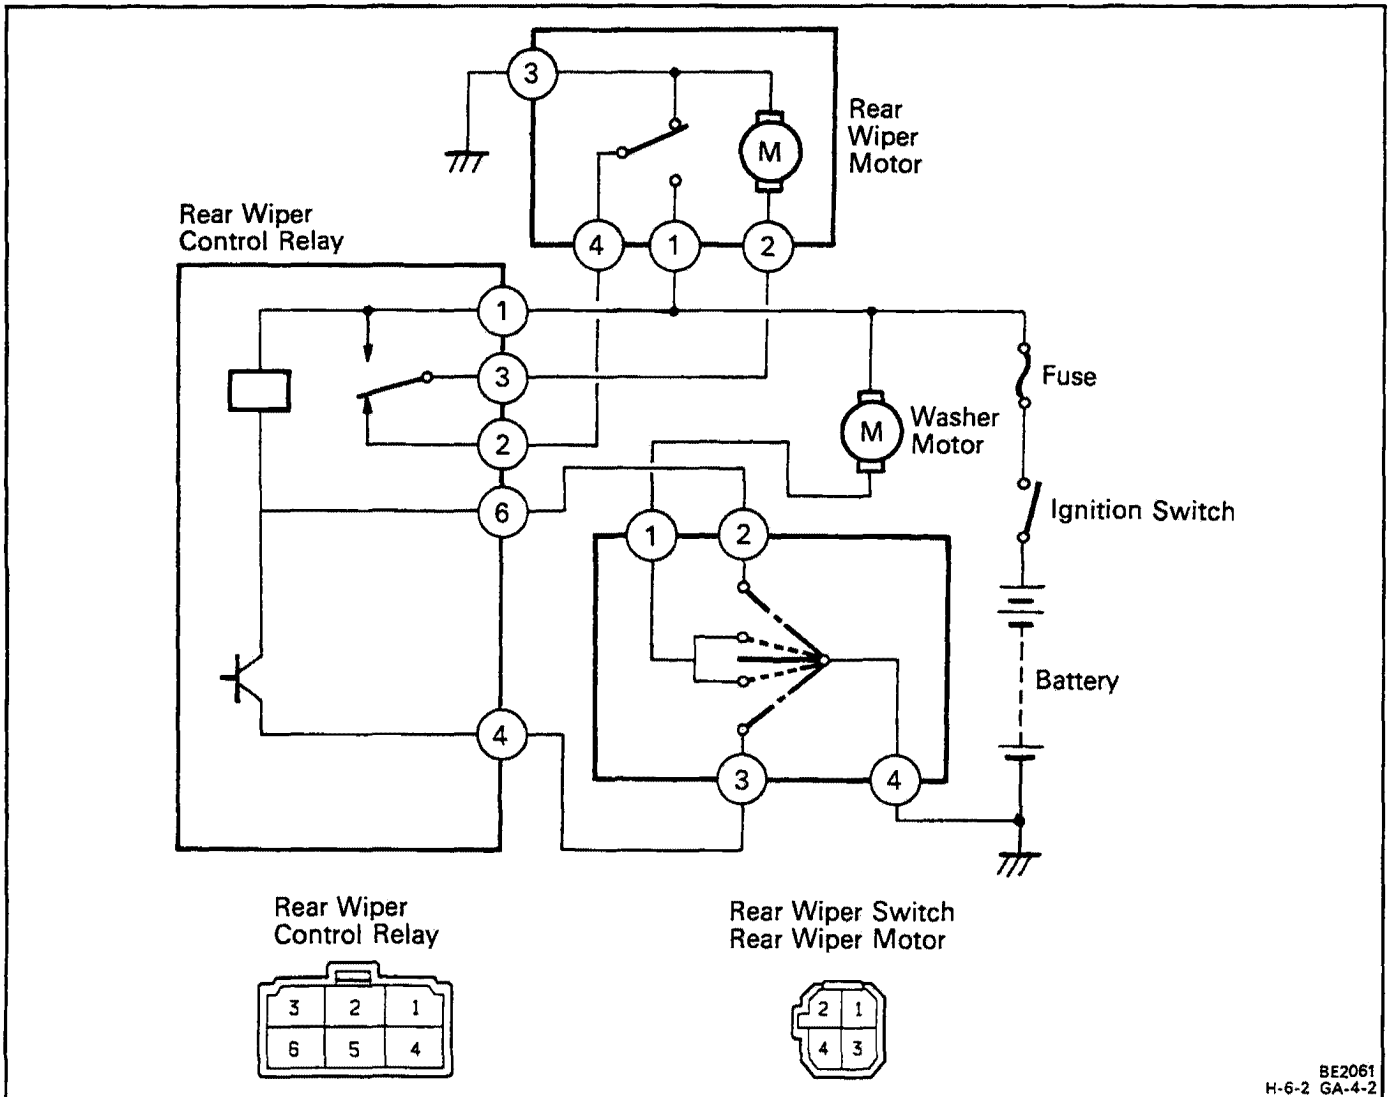 3
Rear
Wiper
Motor
M
Rear Wiper
Control Relay
4 1 2
1
3
Fuse
2
M
Washer
Motor
6
Ignition Switch
1 2
Battery
4
3 4
Rear Wiper
Control Relay
Rear Wiper Switch
Rear Wiper Motor
3 2 1
6 5 4
2 1
4 3
BE2061
H-6-2 GA-4-2